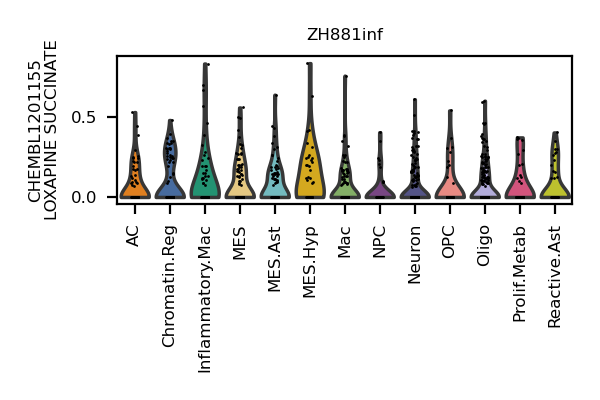 ZH881inf
CHEMBL1201155
LOXAPINE SUCCINATE
0.5
0.0
AC
Chromatin.Reg
Inflammatory.Mac
MES
MES.Ast
MES.Hyp
Mac
NPC
Neuron
OPC
Oligo
Prolif.Metab
Reactive.Ast